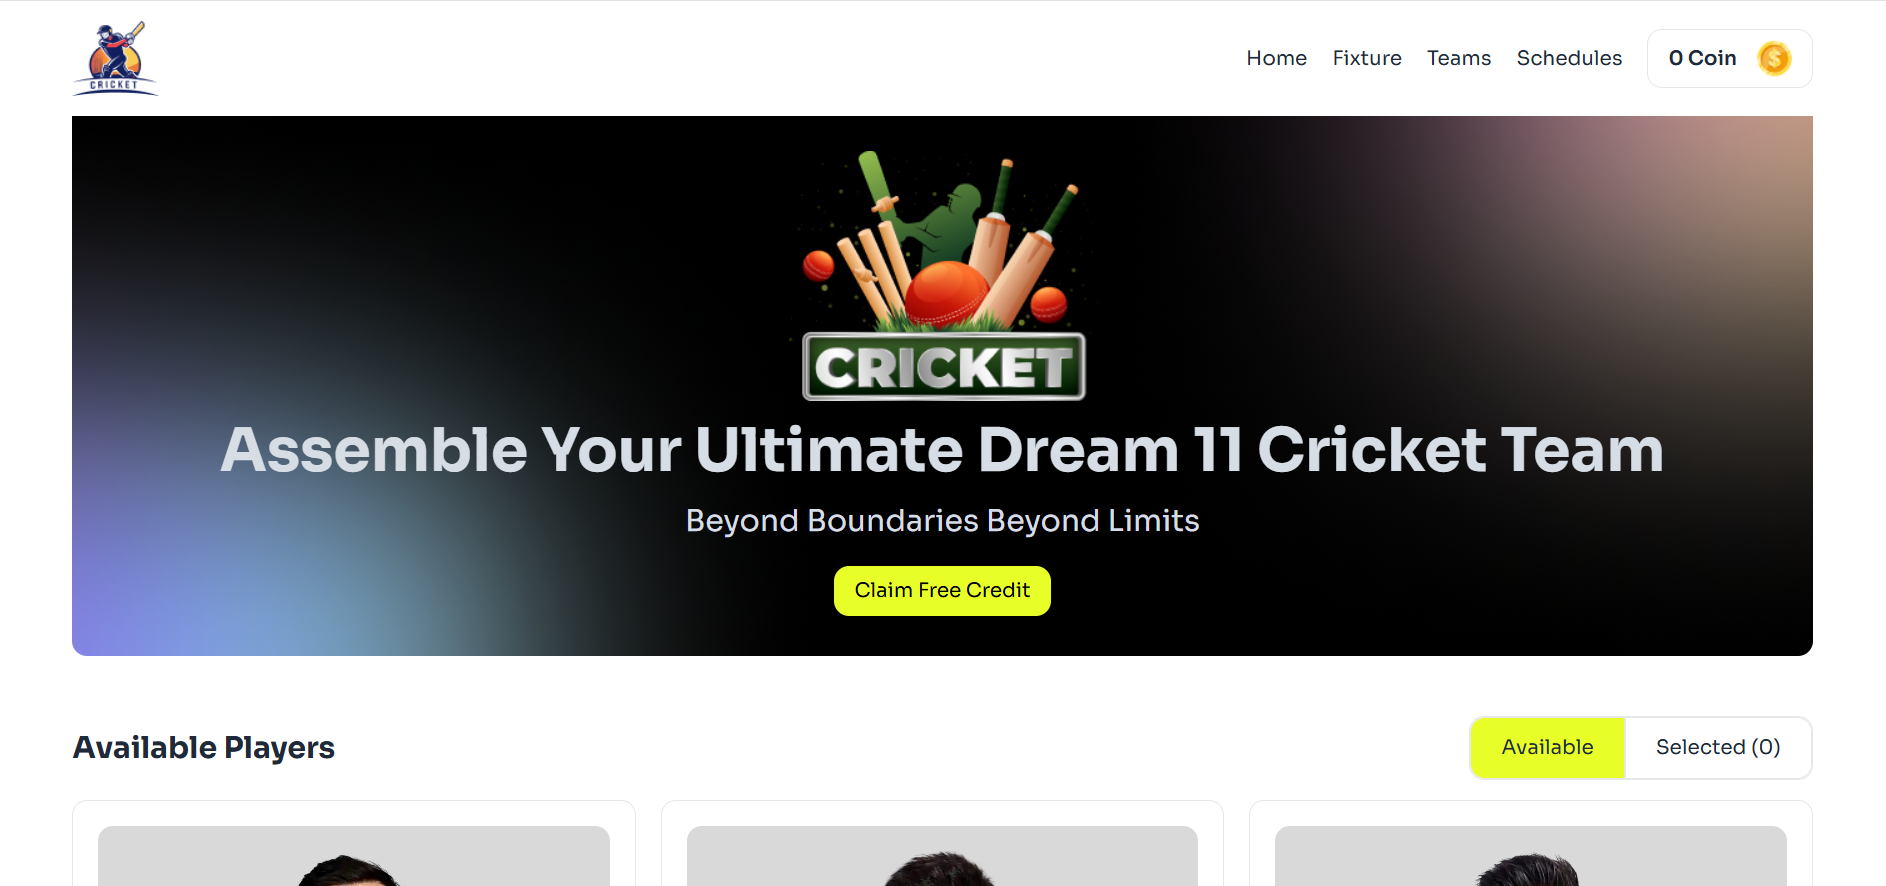 CRICKET
Home Fixture Teams Schedules 0 Coin
CRICKET
Assemble Your Ultimate Dream 11 Cricket Team
Beyond Boundaries Beyond Limits
Claim Free Credit
Available Players Available Selected (0)